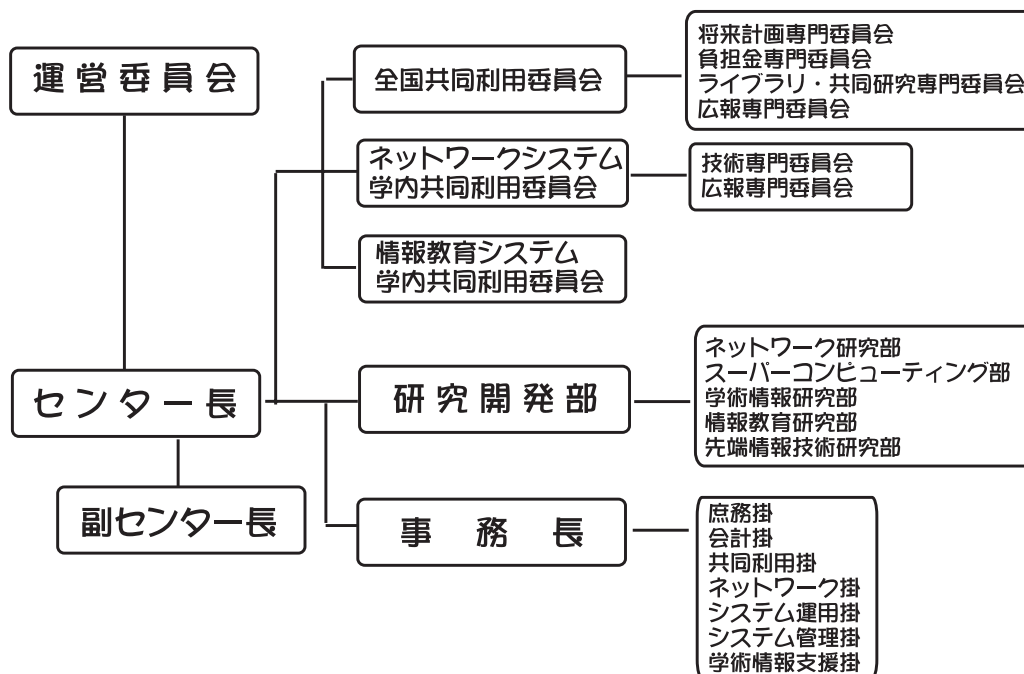 運営委員会
全国共同利用委員会
将来計画専門委員会
負担金専門委員会
ライブラリ・共同研究専門委員会
広報専門委員会
ネットワークシステム
学内共同利用委員会
技術専門委員会
広報専門委員会
情報教育システム
学内共同利用委員会
センター長
副センター長
研究開発部
ネットワーク研究部
スーパーコンピューティング部
学術情報研究部
情報教育研究部
先端情報技術研究部
事務長
庶務掛
会計掛
共同利用掛
ネットワーク掛
システム運用掛
システム管理掛
学術情報支援掛